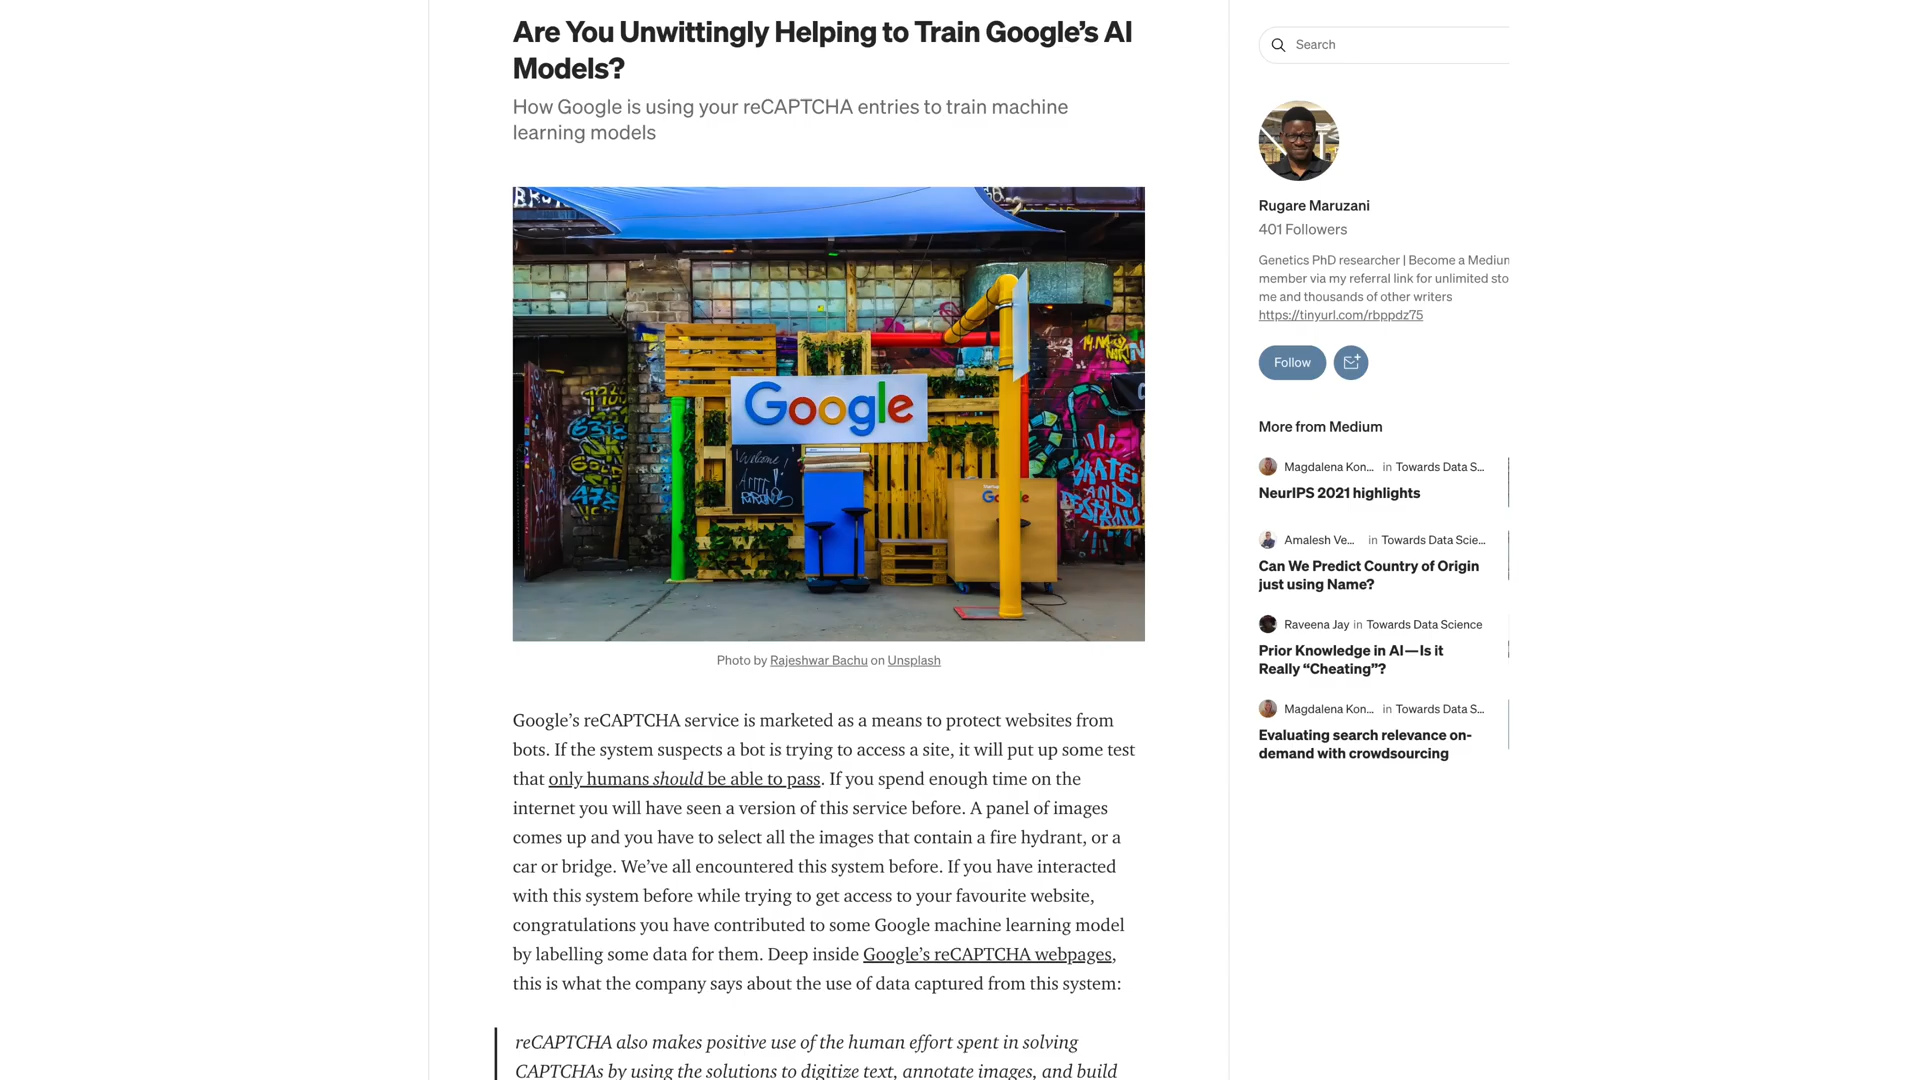 Are You Unwittingly Helping to Train Google’s AI
Models?
How Google is using your reCAPTCHA entries to train machine
learning models
Google
Welcome!
Google
SKATE
AND
DESTROY
Photo by Rajeshwar Bachu on Unsplash
Google’s reCAPTCHA service is marketed as a means to protect websites from
bots. If the system suspects a bot is trying to access a site, it will put up some test
that only humans should be able to pass. If you spend enough time on the
internet you will have seen a version of this service before. A panel of images
comes up and you have to select all the images that contain a fire hydrant, or a
car or bridge. We’ve all encountered this system before. If you have interacted
with this system before while trying to get access to your favourite website,
congratulations you have contributed to some Google machine learning model
by labelling some data for them. Deep inside Google’s reCAPTCHA webpages,
this is what the company says about the use of data captured from this system:
reCAPTCHA also makes positive use of the human effort spent in solving
CAPTCHAs by using the solutions to digitize text, annotate images, and build
Search
Rugare Maruzani
401 Followers
Genetics PhD researcher | Become a Medium
member via my referral link for unlimited sto
me and thousands of other writers
https://tinyurl.com/rbppdz75
Follow
More from Medium
Magdalena Kon... in Towards Data S...
NeurIPS 2021 highlights
Amalesh Ve... in Towards Data Scie...
Can We Predict Country of Origin
just using Name?
Raveena Jay in Towards Data Science
Prior Knowledge in AI — Is it
Really “Cheating”?
Magdalena Kon... in Towards Data S...
Evaluating search relevance on-
demand with crowdsourcing